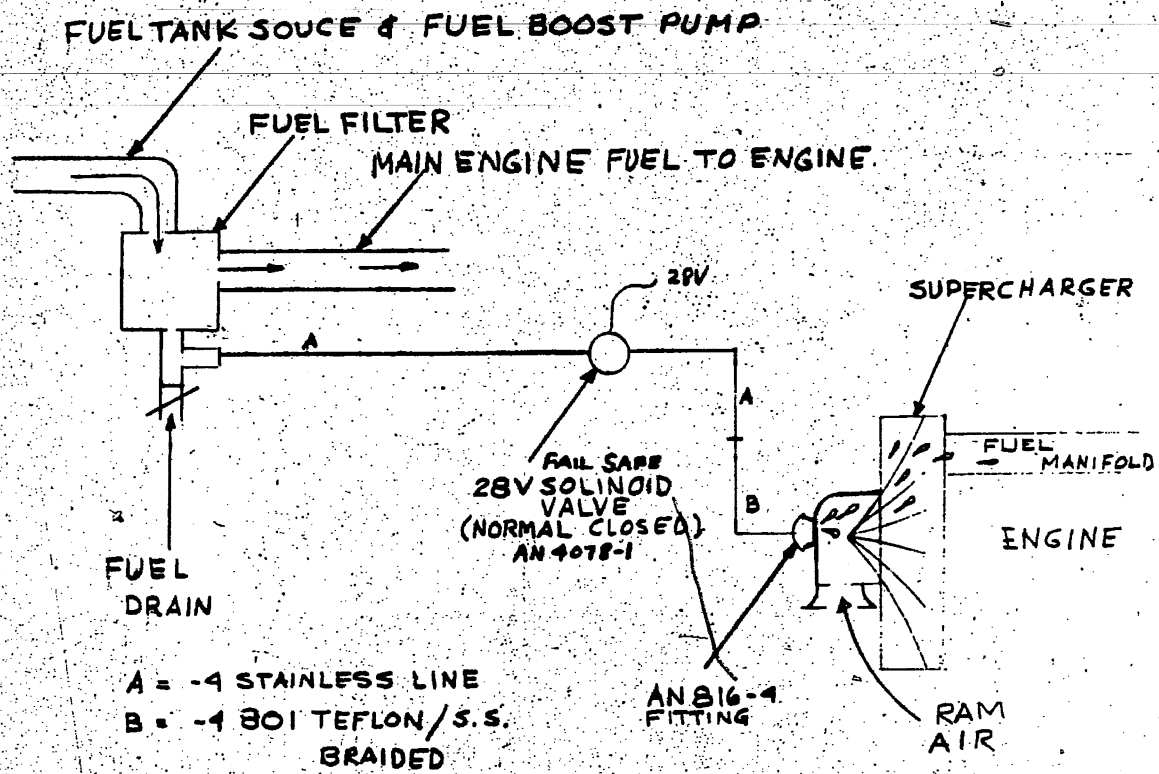 FUEL TANK SOUCE & FUEL BOOST PUMP
FUEL FILTER
MAIN ENGINE FUEL TO ENGINE.
28V
SUPERCHARGER
A
A
FUEL
MANIFOLD
FAIL SAFE
28V SOLINOID
VALVE
(NORMAL CLOSED)
AN 4078-1
B
ENGINE
FUEL
DRAIN
A = -4 STAINLESS LINE
B = -4 801 TEFLON/S.S.
BRAIDED
AN 816-4
FITTING
RAM
AIR